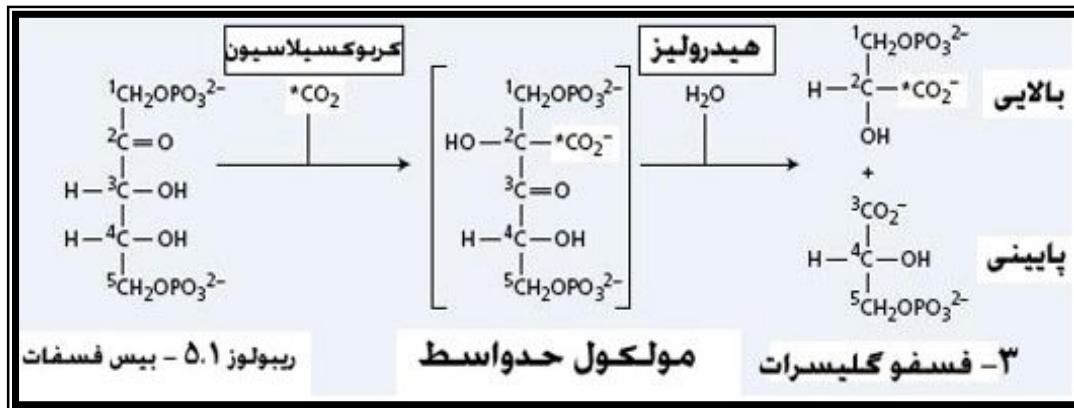 کربوکسیلاسیون
هیدرولیز
*CO₂
H₂O
¹CH₂OPO₃²⁻
²C=O
H—³C—OH
H—⁴C—OH
⁵CH₂OPO₃²⁻
¹CH₂OPO₃²⁻
HO—²C—*CO₂⁻
³C=O
H—⁴C—OH
⁵CH₂OPO₃²⁻
¹CH₂OPO₃²⁻
H—²C—*CO₂⁻
OH
بالایی
+
³CO₂⁻
H—⁴C—OH
⁵CH₂OPO₃²⁻
پایینی
ریبولوز ۵.۱ - بیس فسفات
مولکول حدواسط
۳- فسفو گلیسرات